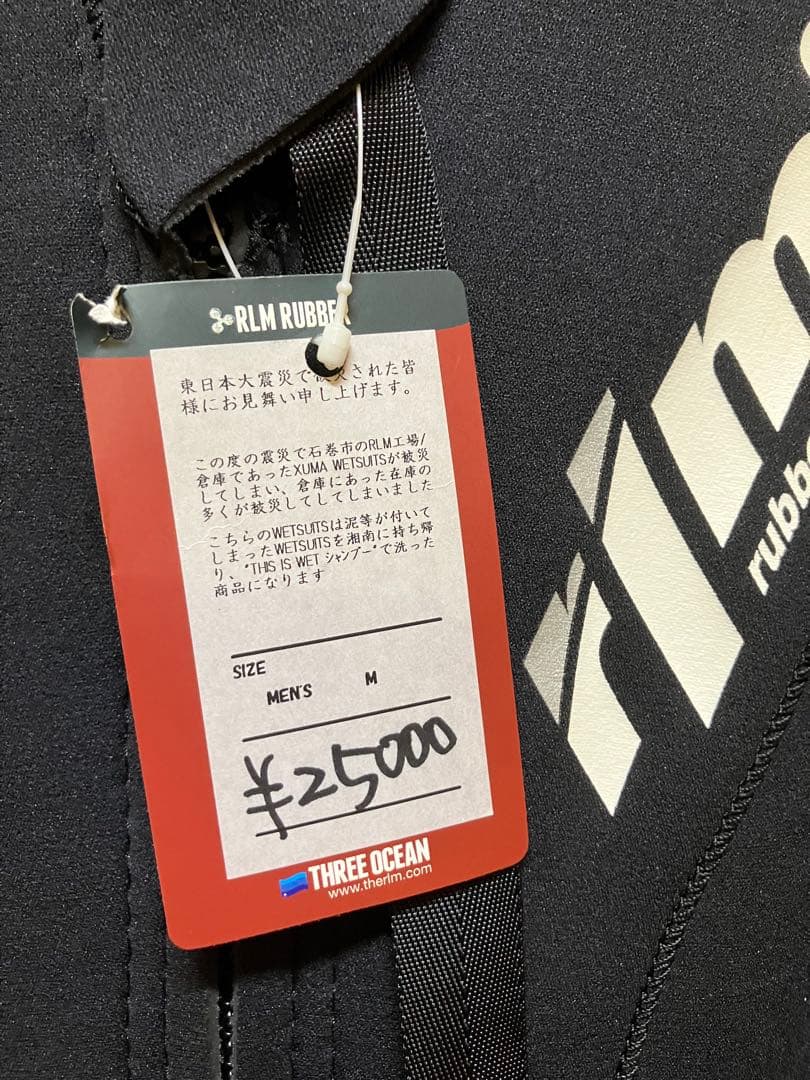 RLM RUBBER
東日本大震災で被災された皆
様にお見舞い申し上げます。
この度の震災で石巻市のRLM工場/
倉庫であったXUMA WETSUITSが被災
してしまい、倉庫にあった在庫の
多くが被災してしてしまいました
こちらのWETSUITSは泥等が付いて
しまったWETSUITSを湘南に持ち帰
り、"THIS IS WET シャンプー"で洗った
商品になります
SIZE
MEN'S M
¥25000
THREE OCEAN
www.therlm.com
rlm
rubbe